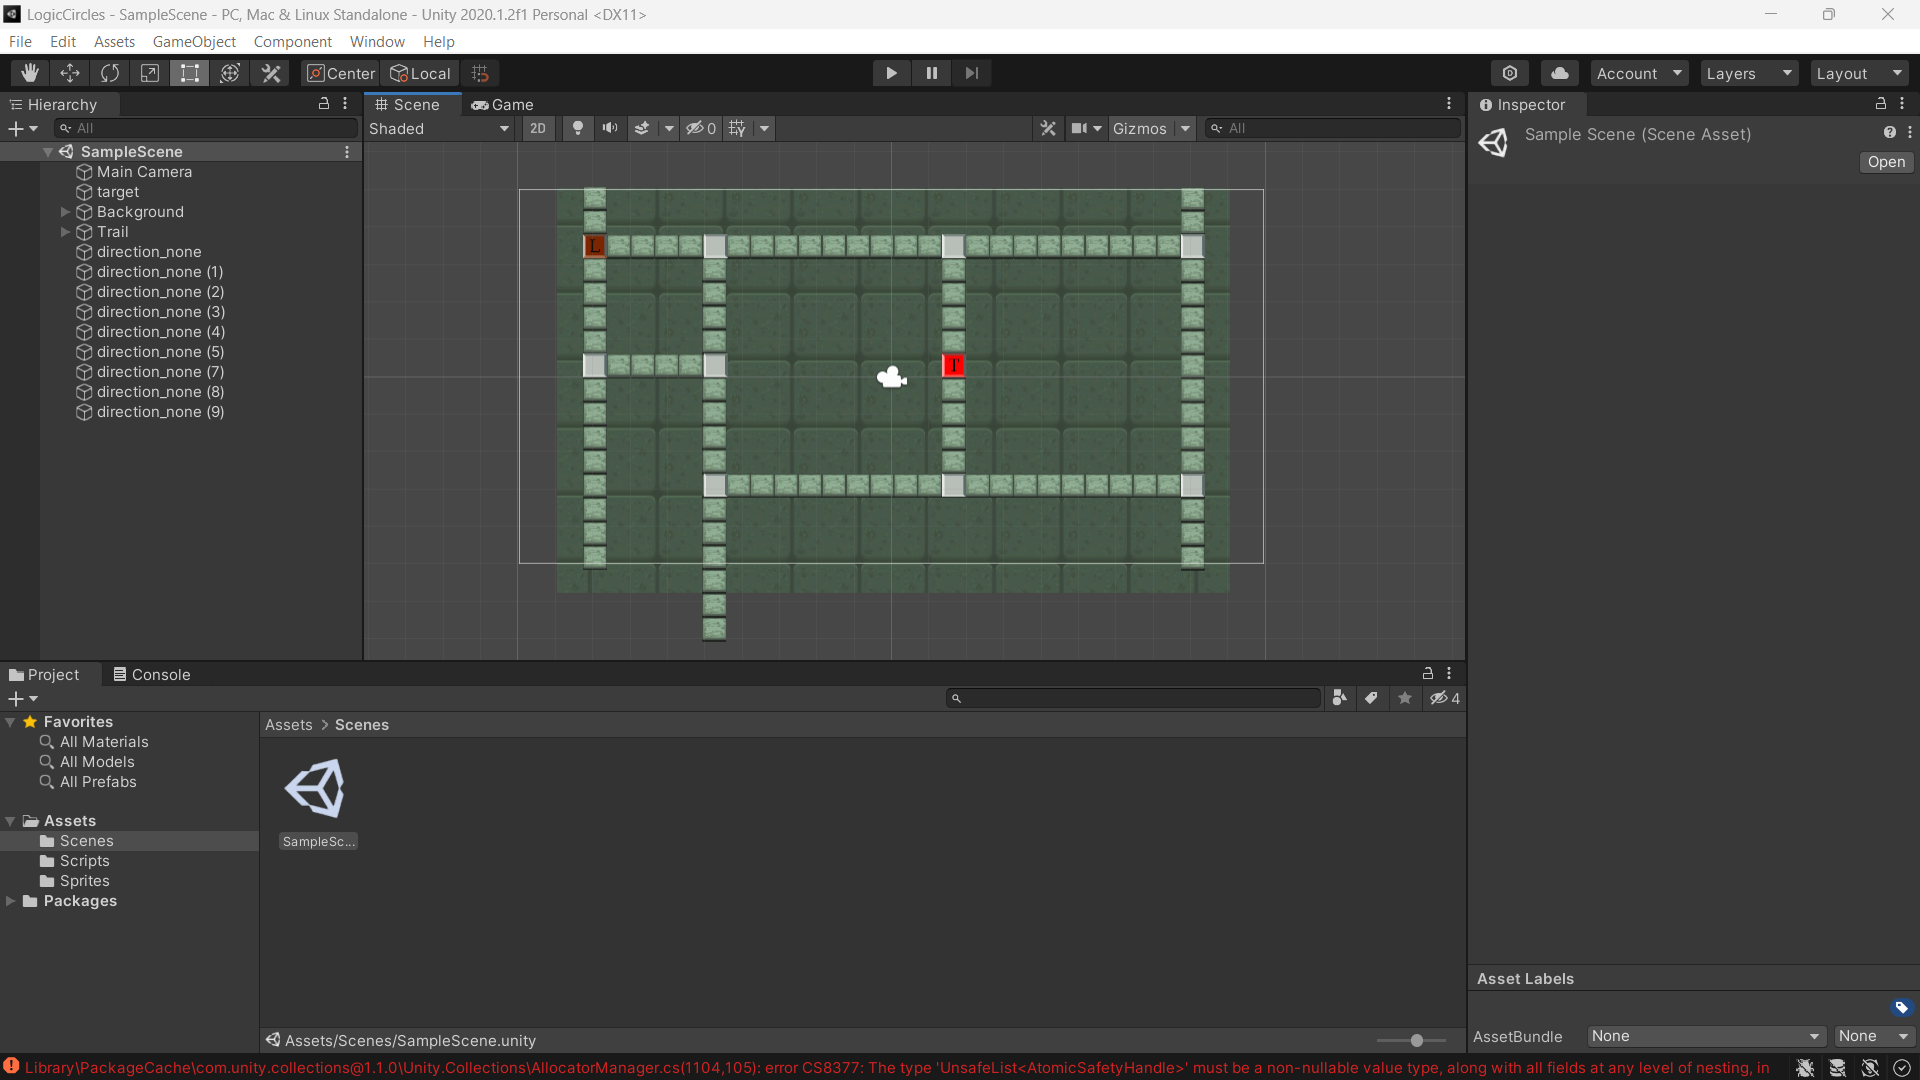 LogicCircles - SampleScene - PC, Mac & Linux Standalone - Unity 2020.1.2f1 Personal <DX11>
File Edit Assets GameObject Component Window Help
Center Local Account Layers Layout
Hierarchy Scene Game Inspector
All Shaded 2D 0 Gizmos All
Sample Scene (Scene Asset)
Open
SampleScene
Main Camera
target
Background
Trail
direction_none
direction_none (1)
direction_none (2)
direction_none (3)
direction_none (4)
direction_none (5)
direction_none (7)
direction_none (8)
direction_none (9)
L
T
Project Console
4
Favorites
All Materials
All Models
All Prefabs
Assets
Scenes
Scripts
Sprites
Packages
Assets > Scenes
SampleSc...
Assets/Scenes/SampleScene.unity
Asset Labels
AssetBundle None None
Library\PackageCache\com.unity.collections@1.1.0\Unity.Collections\AllocatorManager.cs(1104,105): error CS8377: The type 'UnsafeList<AtomicSafetyHandle>' must be a non-nullable value type, along with all fields at any level of nesting, in